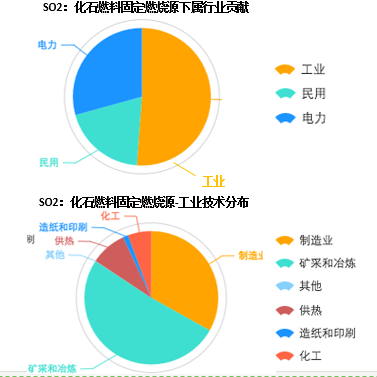 SO2：化石燃料固定燃烧源下属行业贡献
电力
工业
民用
电力
民用
工业
SO2：化石燃料固定燃烧源-工业技术分布
化工
造纸和印刷
刷
供热
其他
制造业
矿采和冶炼
制造业
矿采和冶炼
其他
供热
造纸和印刷
化工